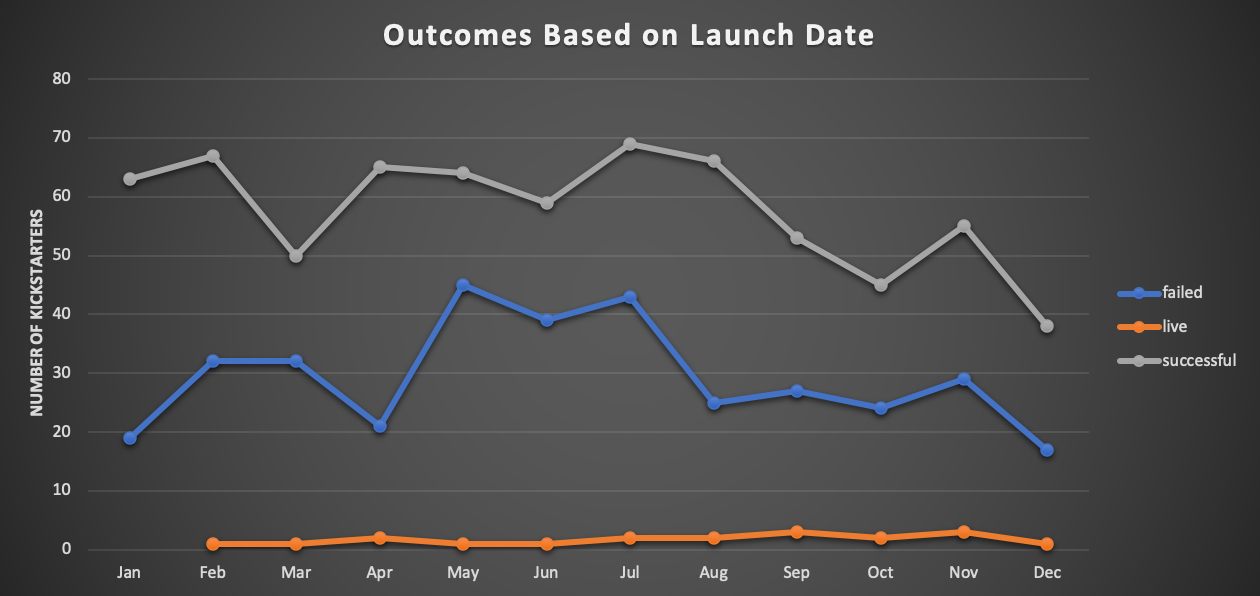 Outcomes Based on Launch Date
NUMBER OF KICKSTARTERS
80
70
60
50
40
30
20
10
0
Jan Feb Mar Apr May Jun Jul Aug Sep Oct Nov Dec
failed
live
successful